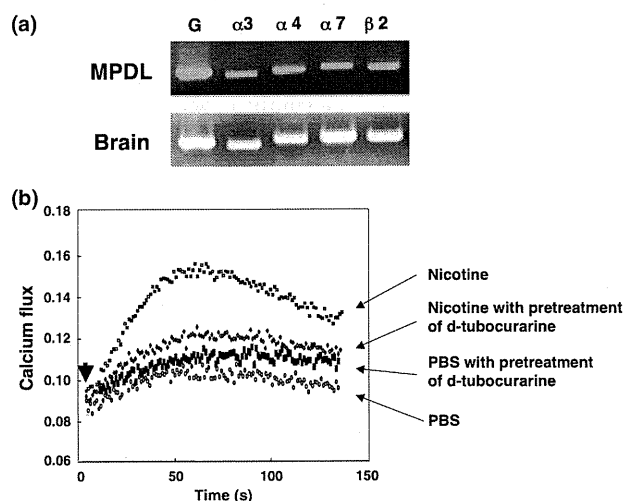 (a)
G α3 α4 α7 β2
MPDL
Brain
(b)
0.18
0.16
0.14
0.12
0.10
0.08
0.06
Calcium flux
0 50 100 150
Time (s)
Nicotine
Nicotine with pretreatment
of d-tubocurarine
PBS with pretreatment
of d-tubocurarine
PBS